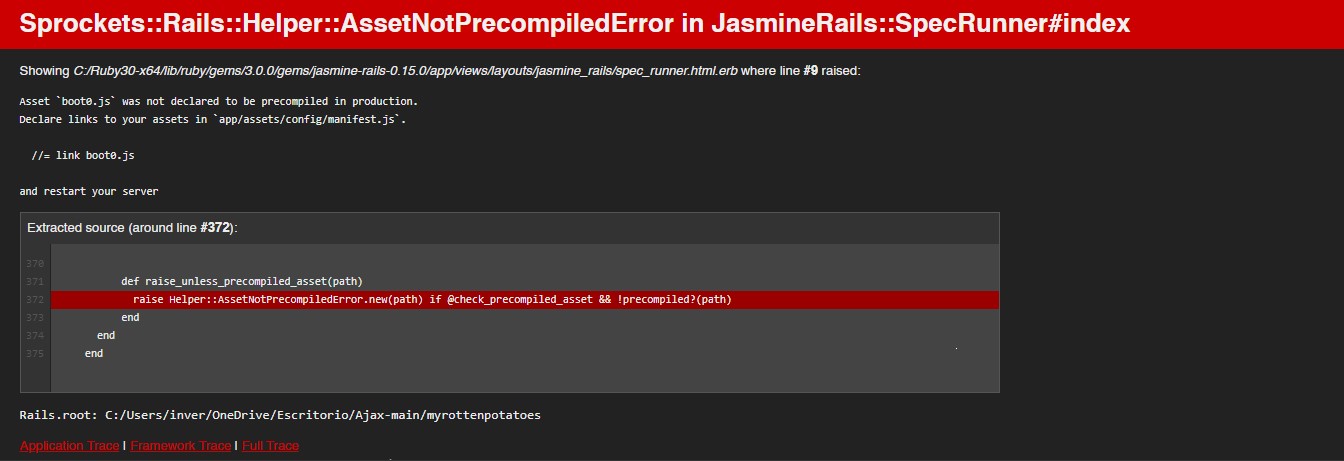 Sprockets::Rails::Helper::AssetNotPrecompiledError in JasmineRails::SpecRunner#index
Showing C:/Ruby30-x64/lib/ruby/gems/3.0.0/gems/jasmine-rails-0.15.0/app/views/layouts/jasmine_rails/spec_runner.html.erb where line #9 raised:
Asset `boot0.js` was not declared to be precompiled in production.
Declare links to your assets in `app/assets/config/manifest.js`.
//= link boot0.js
and restart your server
Extracted source (around line #372):
370
371 def raise_unless_precompiled_asset(path)
372 raise Helper::AssetNotPrecompiledError.new(path) if @check_precompiled_asset && !precompiled?(path)
373 end
374 end
375 end
Rails.root: C:/Users/inver/OneDrive/Escritorio/Ajax-main/myrottenpotatoes
Application Trace | Framework Trace | Full Trace